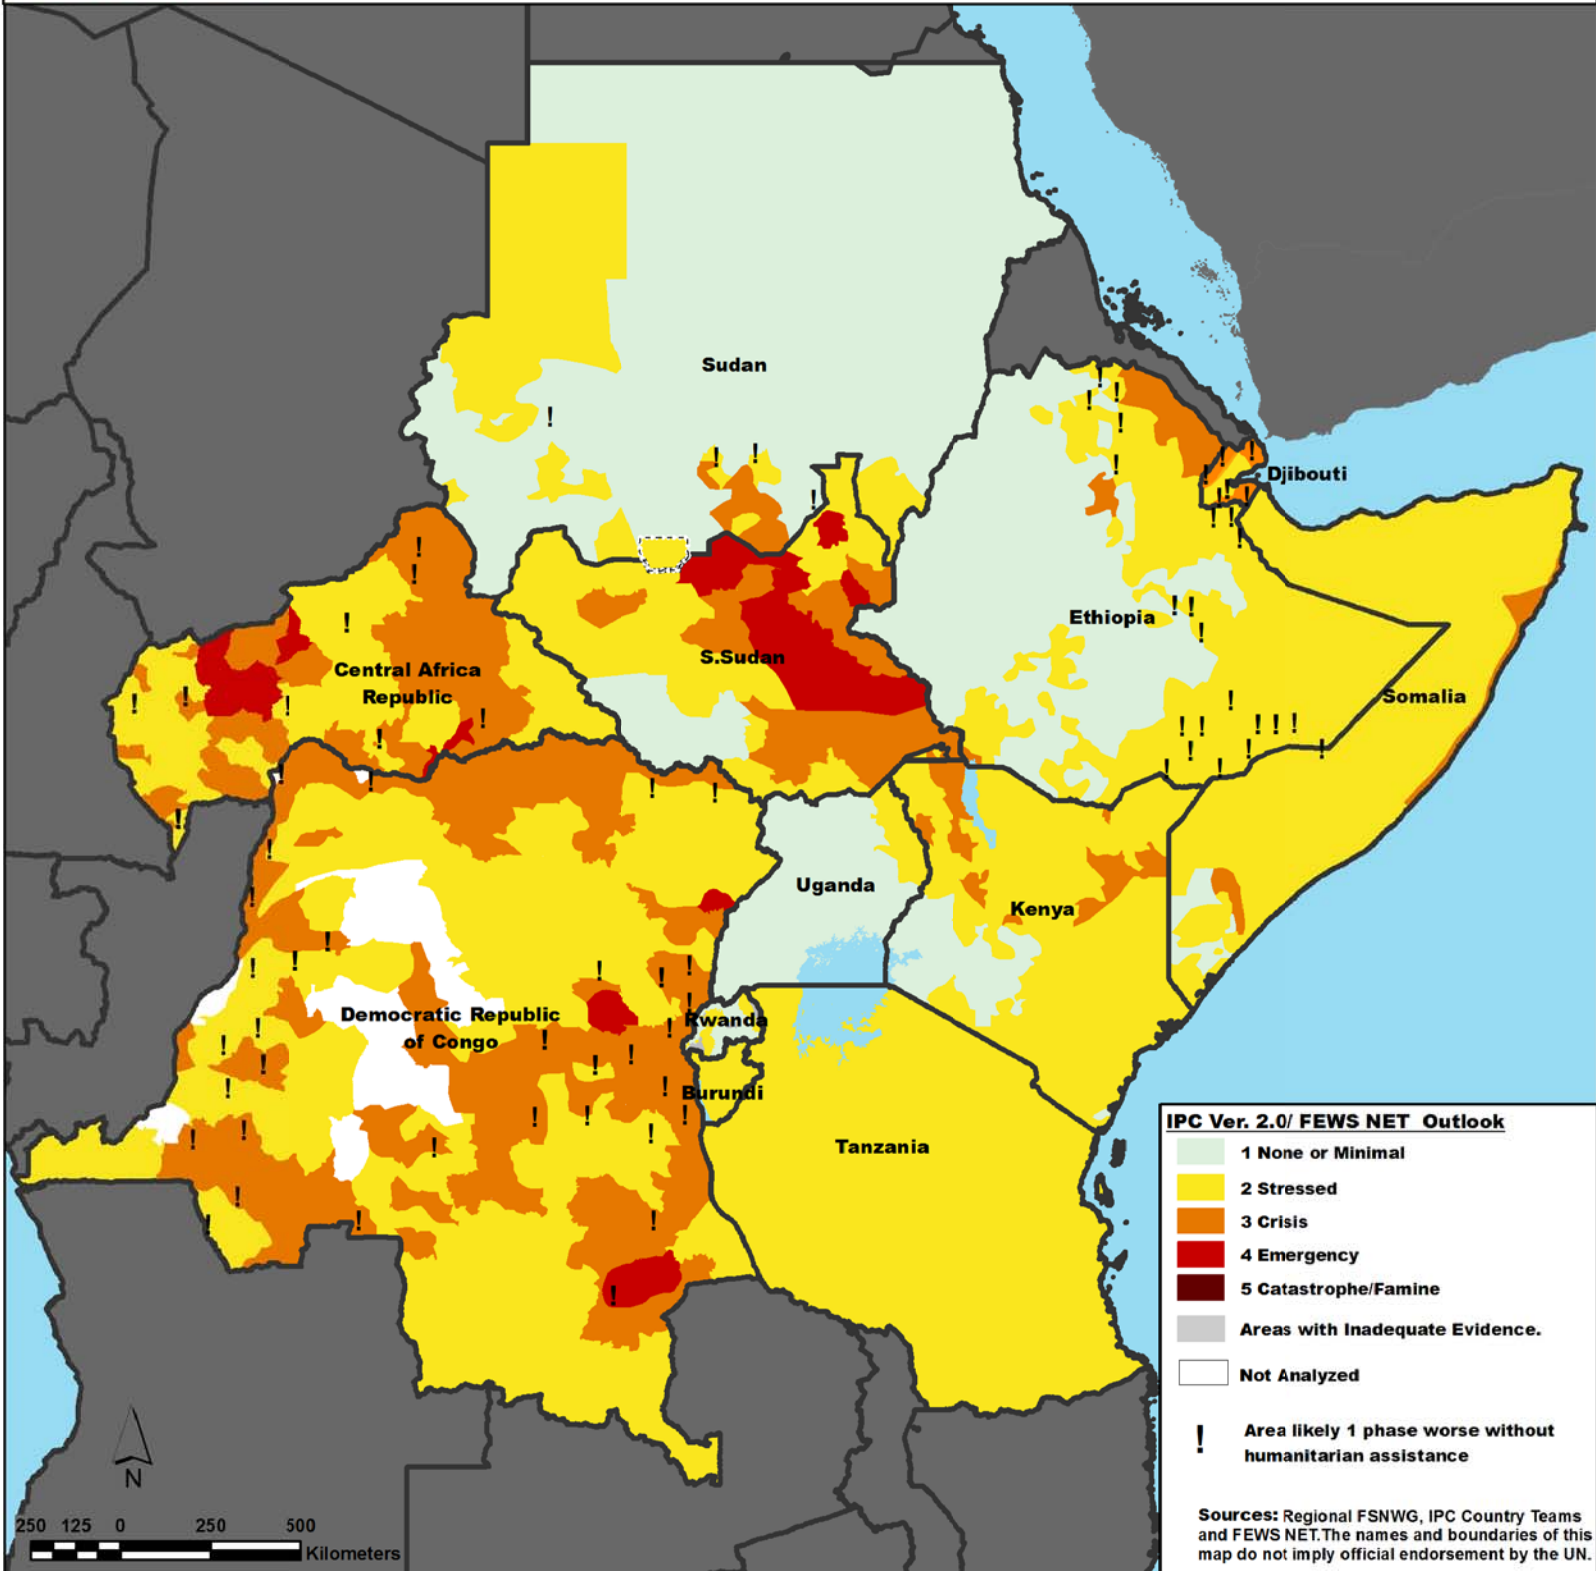 Sudan
Djibouti
Ethiopia
S.Sudan
Central Africa
Republic
Somalia
Uganda
Kenya
Democratic Republic
of Congo
Rwanda
Burundi
Tanzania
IPC Ver. 2.0/ FEWS NET Outlook
1 None or Minimal
2 Stressed
3 Crisis
4 Emergency
5 Catastrophe/Famine
Areas with Inadequate Evidence.
Not Analyzed
! Area likely 1 phase worse without
humanitarian assistance
Sources: Regional FSNWG, IPC Country Teams
and FEWS NET.The names and boundaries of this
map do not imply official endorsement by the UN.
N
250 125 0 250 500
Kilometers